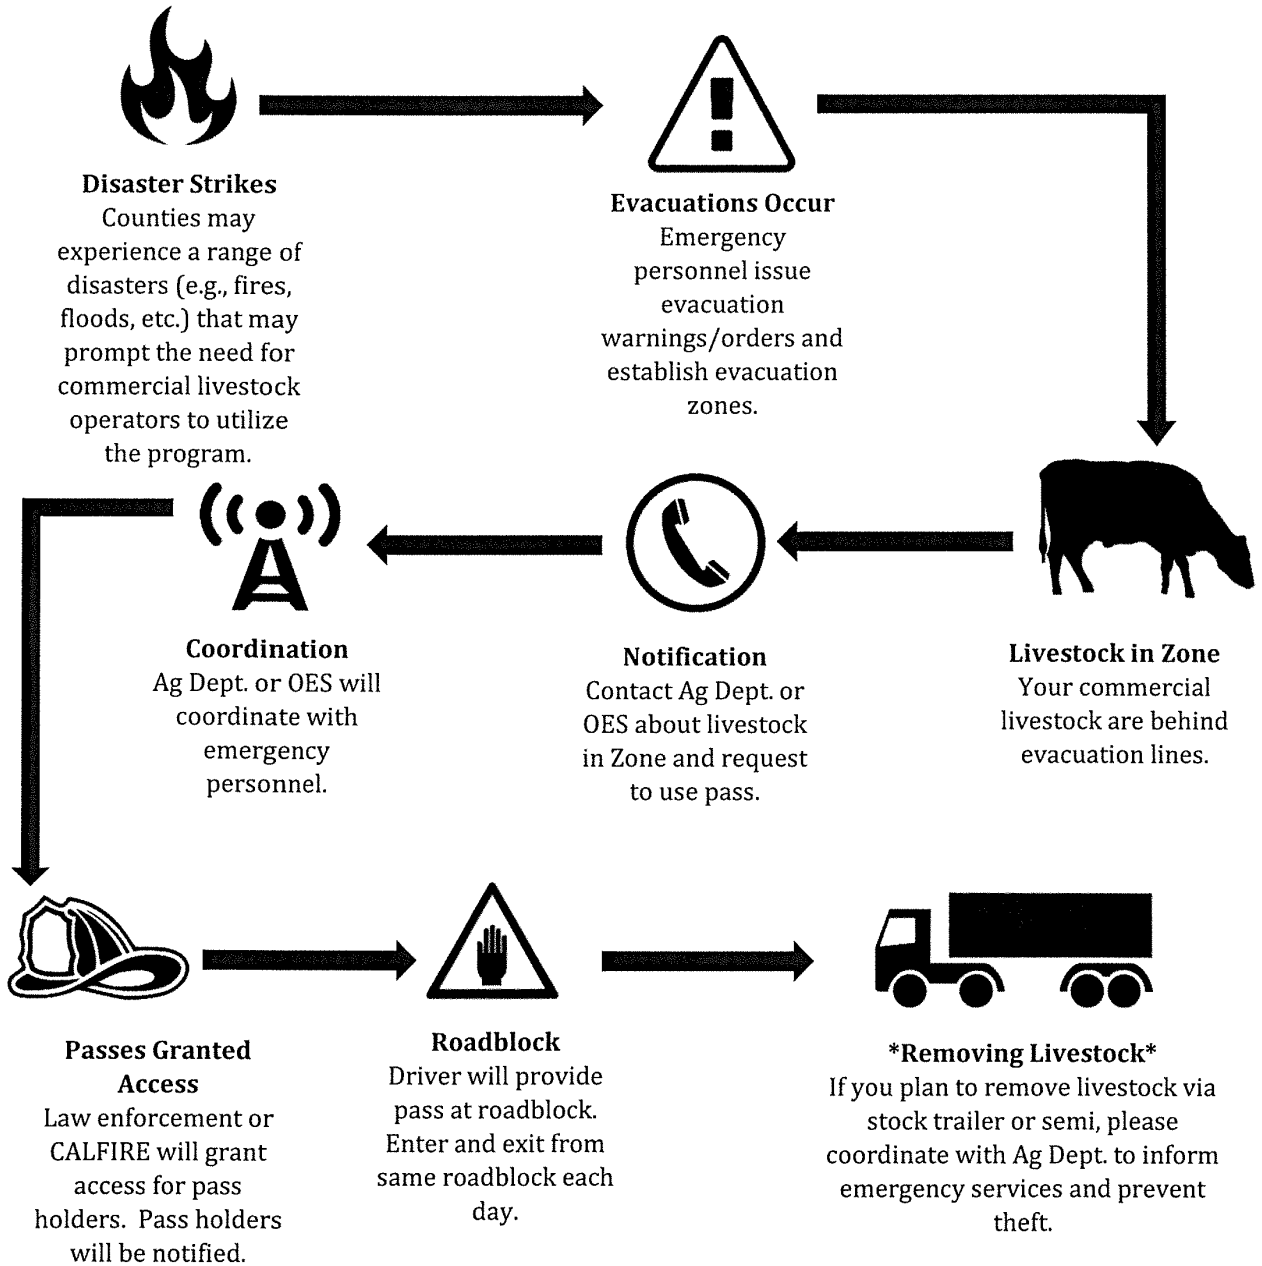 Disaster Strikes
Counties may
experience a range of
disasters (e.g., fires,
floods, etc.) that may
prompt the need for
commercial livestock
operators to utilize
the program.
Evacuations Occur
Emergency
personnel issue
evacuation
warnings/orders and
establish evacuation
zones.
Livestock in Zone
Your commercial
livestock are behind
evacuation lines.
Notification
Contact Ag Dept. or
OES about livestock
in Zone and request
to use pass.
Coordination
Ag Dept. or OES will
coordinate with
emergency
personnel.
Passes Granted
Access
Law enforcement or
CALFIRE will grant
access for pass
holders.  Pass holders
will be notified.
Roadblock
Driver will provide
pass at roadblock.
Enter and exit from
same roadblock each
day.
*Removing Livestock*
If you plan to remove livestock via
stock trailer or semi, please
coordinate with Ag Dept. to inform
emergency services and prevent
theft.